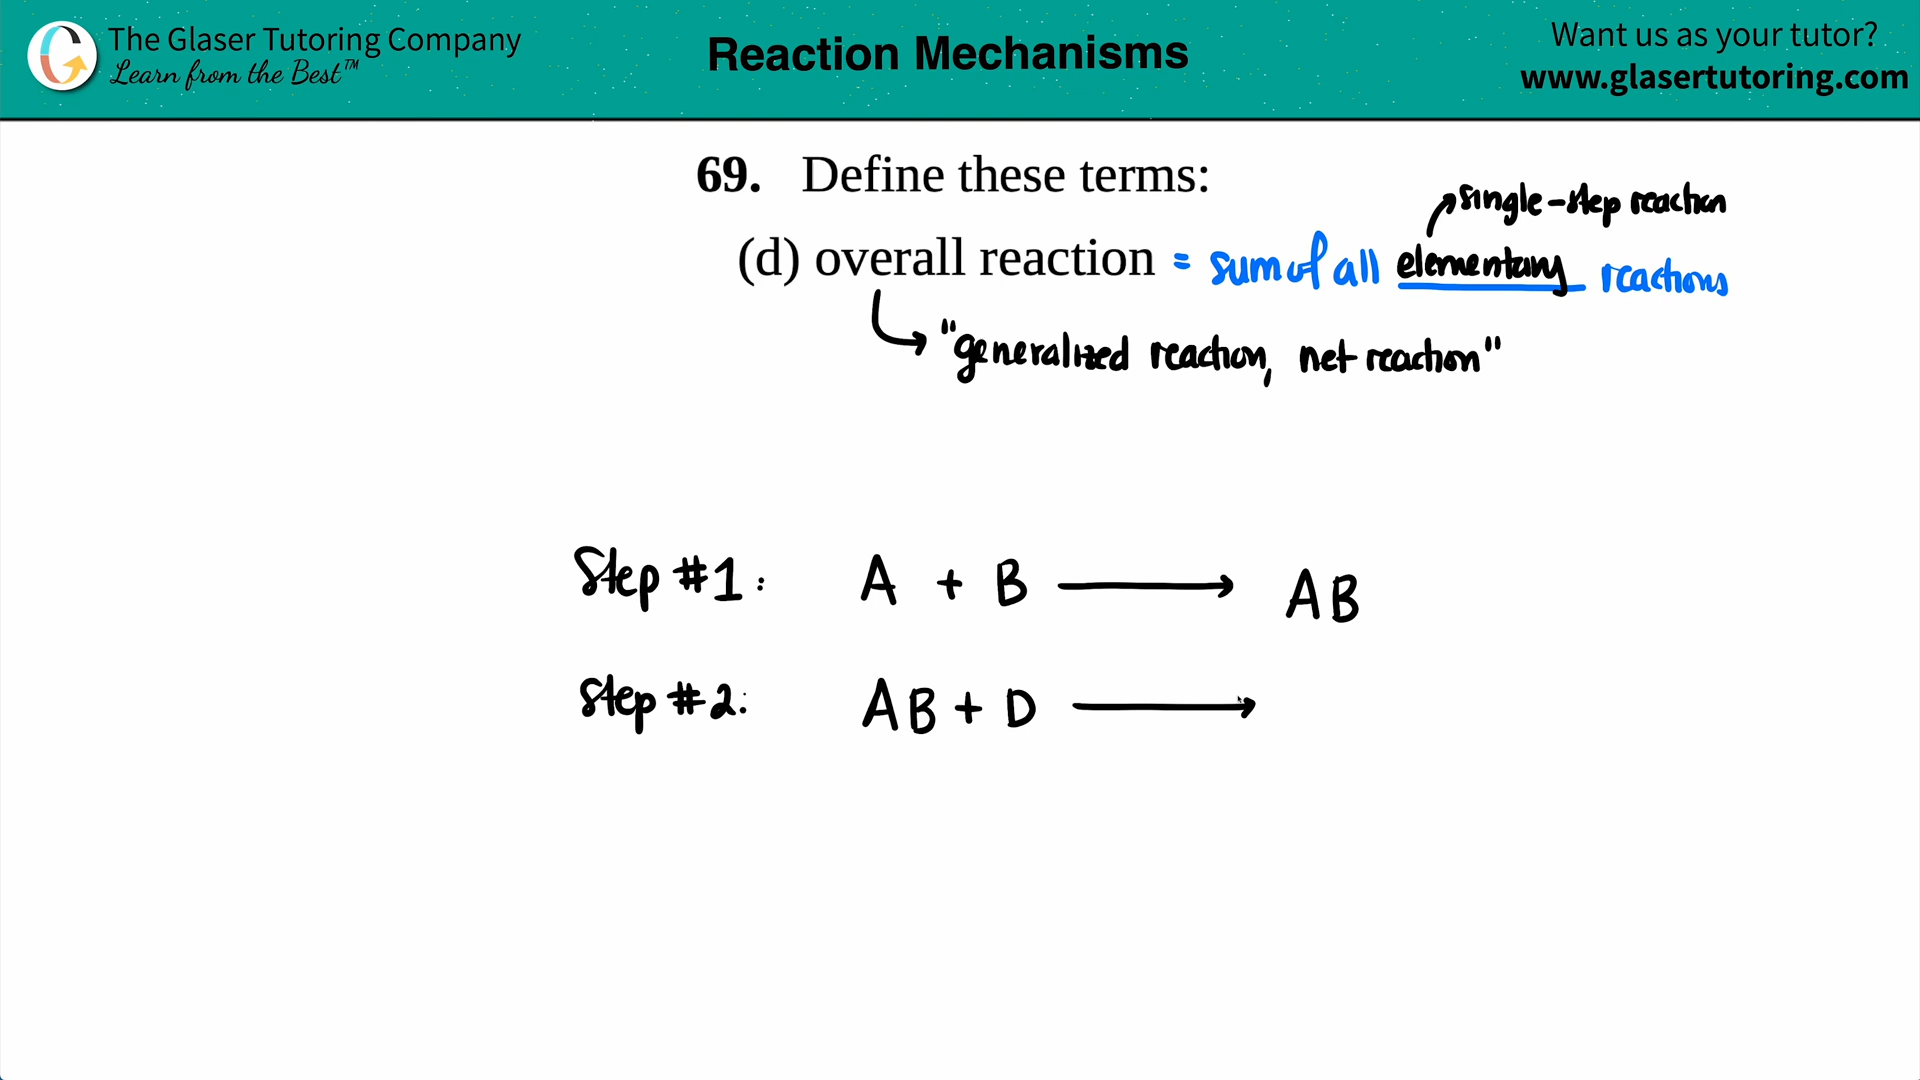 The Glaser Tutoring Company
Learn from the Best™
Reaction Mechanisms
Want us as your tutor?
www.glasertutoring.com
69. Define these terms:
single-step reaction
(d) overall reaction = sum of all elementary reactions
"generalized reaction, net reaction"
Step #1: A + B → AB
Step #2: AB + D →